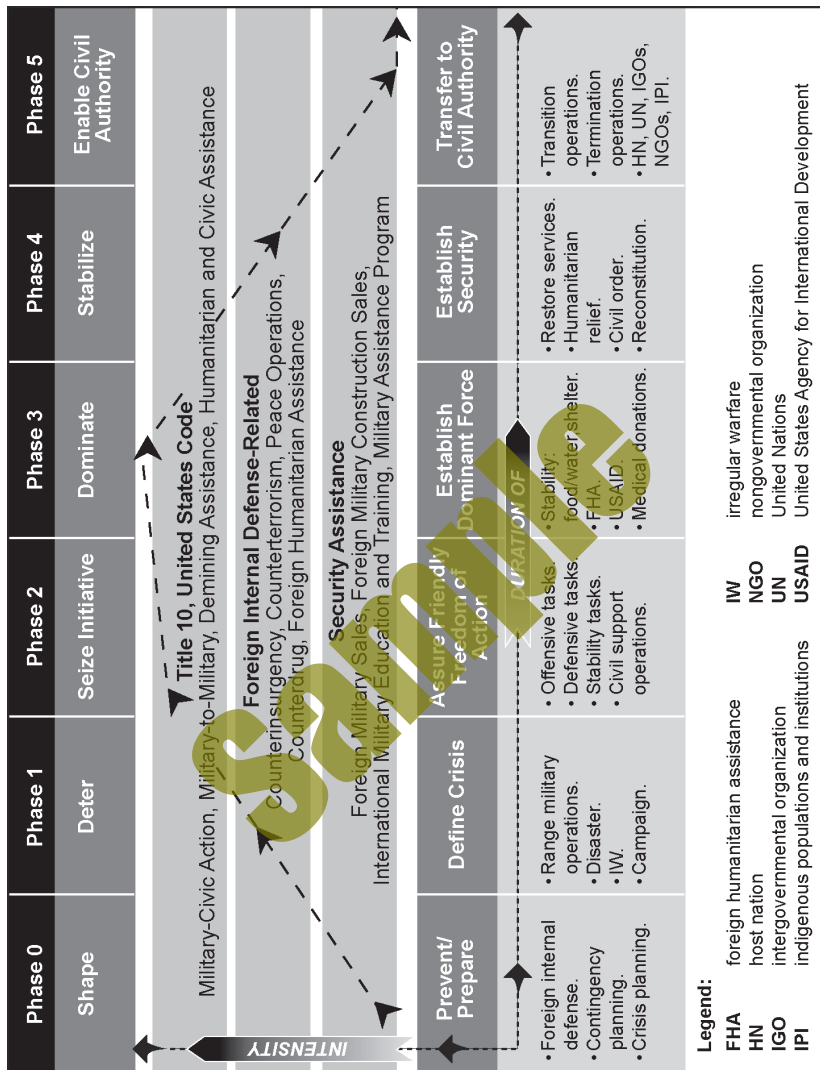 Phase 0
Phase 1
Phase 2
Phase 3
Phase 4
Phase 5
Shape
Deter
Seize Initiative
Dominate
Stabilize
Enable Civil
Authority
Title 10, United States Code
Military-Civic Action, Military-to-Military, Demining Assistance, Humanitarian and Civic Assistance
Foreign Internal Defense-Related
Counterinsurgency, Counterterrorism, Peace Operations,
Counterdrug, Foreign Humanitarian Assistance
Security Assistance
Foreign Military Sales, Foreign Military Construction Sales,
International Military Education and Training, Military Assistance Program
INTENSITY
Prevent/
Prepare
Define Crisis
Assure Friendly
Freedom of
Action
Establish
Dominant Force
Establish
Security
Transfer to
Civil Authority
DURATION OF
• Foreign internal
defense.
• Contingency
planning.
• Crisis planning.
• Range military
operations.
• Disaster.
• IW.
• Campaign.
• Offensive tasks.
• Defensive tasks.
• Stability tasks.
• Civil support
operations.
• Stability:
food/water,shelter.
• FHA.
• USAID.
• Medical donations.
• Restore services.
• Humanitarian
relief.
• Civil order.
• Reconstitution.
• Transition
operations.
• Termination
operations.
• HN, UN, IGOs,
NGOs, IPI.
Sample
Legend:
FHA foreign humanitarian assistance
HN host nation
IGO intergovernmental organization
IPI indigenous populations and institutions
IW irregular warfare
NGO nongovernmental organization
UN United Nations
USAID United States Agency for International Development